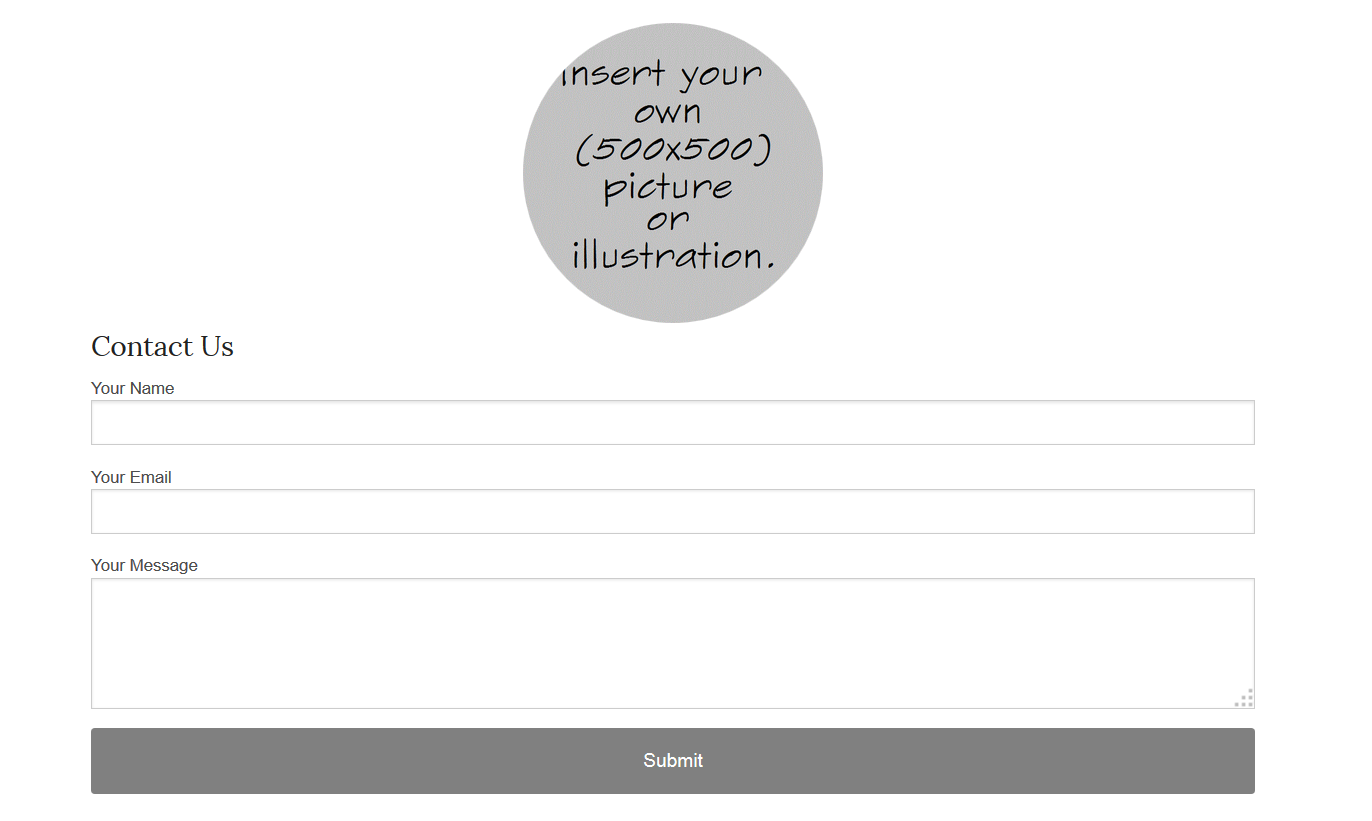 Insert your
own
(500x500)
picture
or
illustration.
Contact Us
Your Name
Your Email
Your Message
Submit